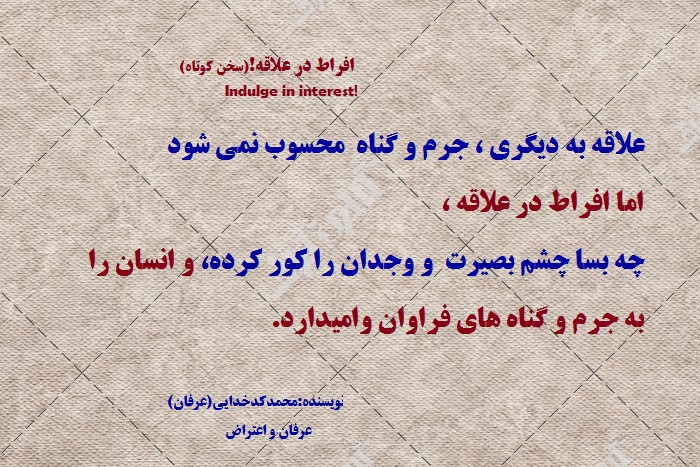 افراط در علاقه!(سخن کوتاه)
Indulge in interest!
علاقه به دیگری ، جرم و گناه محسوب نمی شود
اما افراط در علاقه ،
چه بسا چشم بصیرت و وجدان را کور کرده، و انسان را
به جرم و گناه های فراوان وامیدارد.
نویسنده:محمدکدخدایی(عرفان)
عرفان و اعتراض